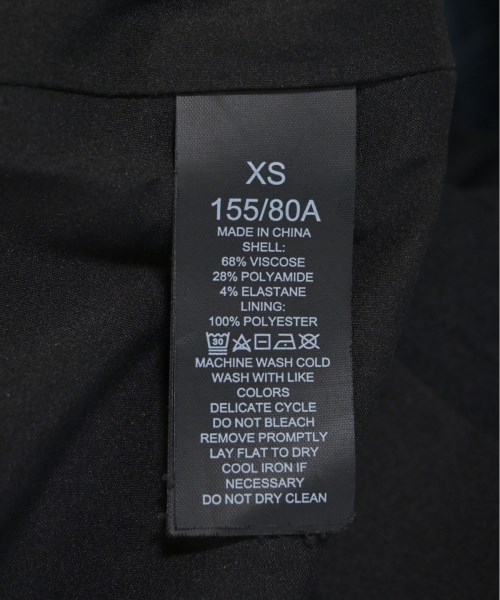 XS
155/80A
MADE IN CHINA
SHELL:
68% VISCOSE
28% POLYAMIDE
4% ELASTANE
LINING:
100% POLYESTER
30
MACHINE WASH COLD
WASH WITH LIKE
COLORS
DELICATE CYCLE
DO NOT BLEACH
REMOVE PROMPTLY
LAY FLAT TO DRY
COOL IRON IF
NECESSARY
DO NOT DRY CLEAN